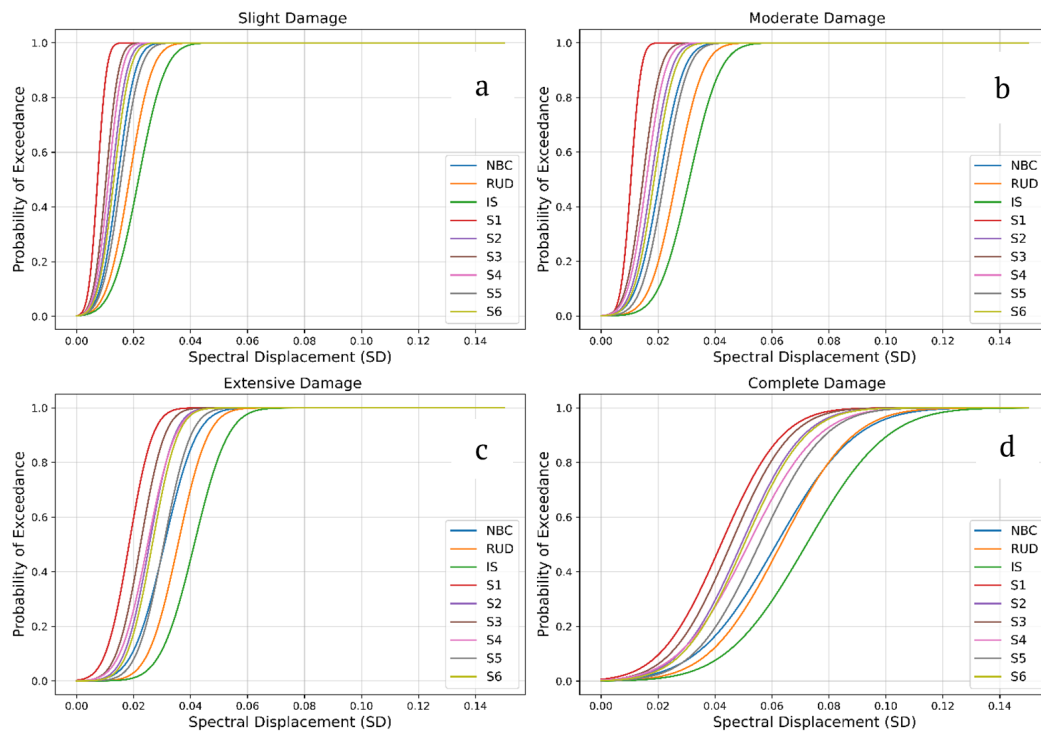 Slight Damage
Probability of Exceedance
1.0
0.8
0.6
0.4
0.2
0.0
a
NBC
RUD
IS
S1
S2
S3
S4
S5
S6
0.00 0.02 0.04 0.06 0.08 0.10 0.12 0.14
Spectral Displacement (SD)
Moderate Damage
Probability of Exceedance
1.0
0.8
0.6
0.4
0.2
0.0
b
NBC
RUD
IS
S1
S2
S3
S4
S5
S6
0.00 0.02 0.04 0.06 0.08 0.10 0.12 0.14
Spectral Displacement (SD)
Extensive Damage
Probability of Exceedance
1.0
0.8
0.6
0.4
0.2
0.0
c
NBC
RUD
IS
S1
S2
S3
S4
S5
S6
0.00 0.02 0.04 0.06 0.08 0.10 0.12 0.14
Spectral Displacement (SD)
Complete Damage
Probability of Exceedance
1.0
0.8
0.6
0.4
0.2
0.0
d
NBC
RUD
IS
S1
S2
S3
S4
S5
S6
0.00 0.02 0.04 0.06 0.08 0.10 0.12 0.14
Spectral Displacement (SD)